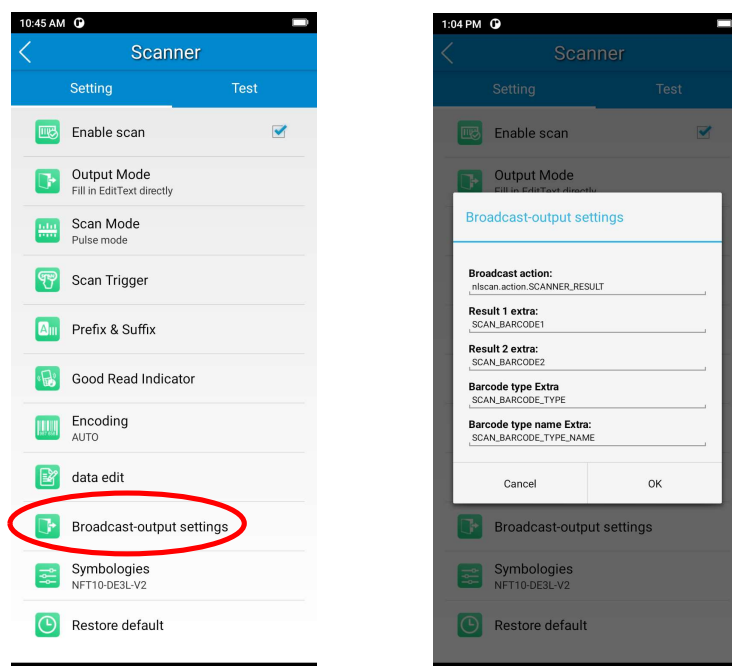 10:45 AM
Scanner
Setting Test
Enable scan
Output Mode
Fill in EditText directly
Scan Mode
Pulse mode
Scan Trigger
Prefix & Suffix
Good Read Indicator
Encoding
AUTO
data edit
Broadcast-output settings
Symbologies
NFT10-DE3L-V2
Restore default
1:04 PM
Scanner
Setting Test
Enable scan
Output Mode
Fill in EditText directly
Broadcast-output settings
Broadcast action:
nlscan.action.SCANNER_RESULT
Result 1 extra:
SCAN_BARCODE1
Result 2 extra:
SCAN_BARCODE2
Barcode type Extra
SCAN_BARCODE_TYPE
Barcode type name Extra:
SCAN_BARCODE_TYPE_NAME
Cancel OK
Broadcast-output settings
Symbologies
NFT10-DE3L-V2
Restore default